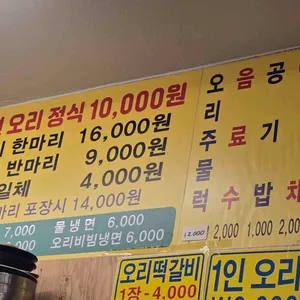 오리 정식 10,000원
한마리 16,000원
반마리 9,000원
일체 4,000원
포장시 14,000원
7,000 물냉면 6,000
오리비빔냉면 6,000
오리주물럭
음료수
공기밥
12,000 2,000 1,000 2,000
오리떡갈비
1장-4,000
1인 오리